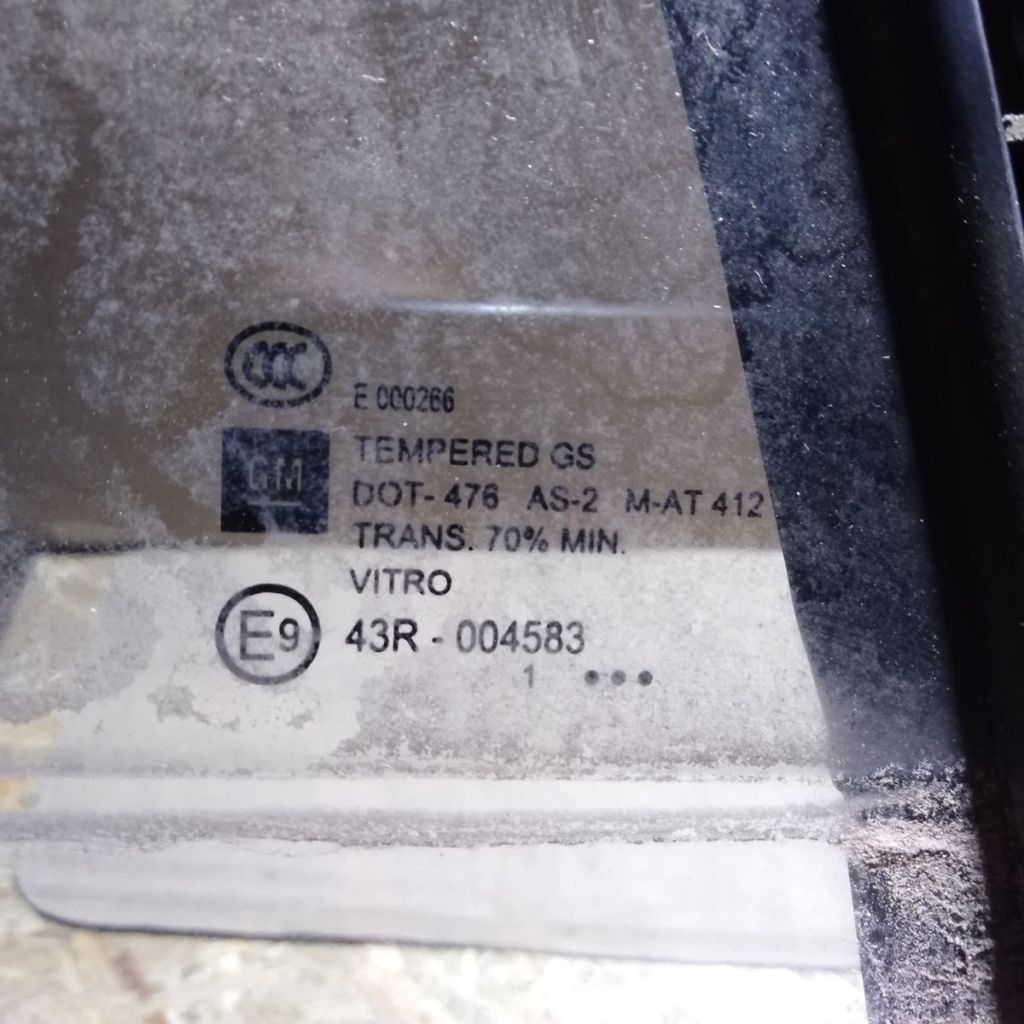 CCC
E 000266
GM
TEMPERED GS
DOT- 476 AS-2 M-AT 412
TRANS. 70% MIN.
VITRO
E9 43R - 004583
1 •••